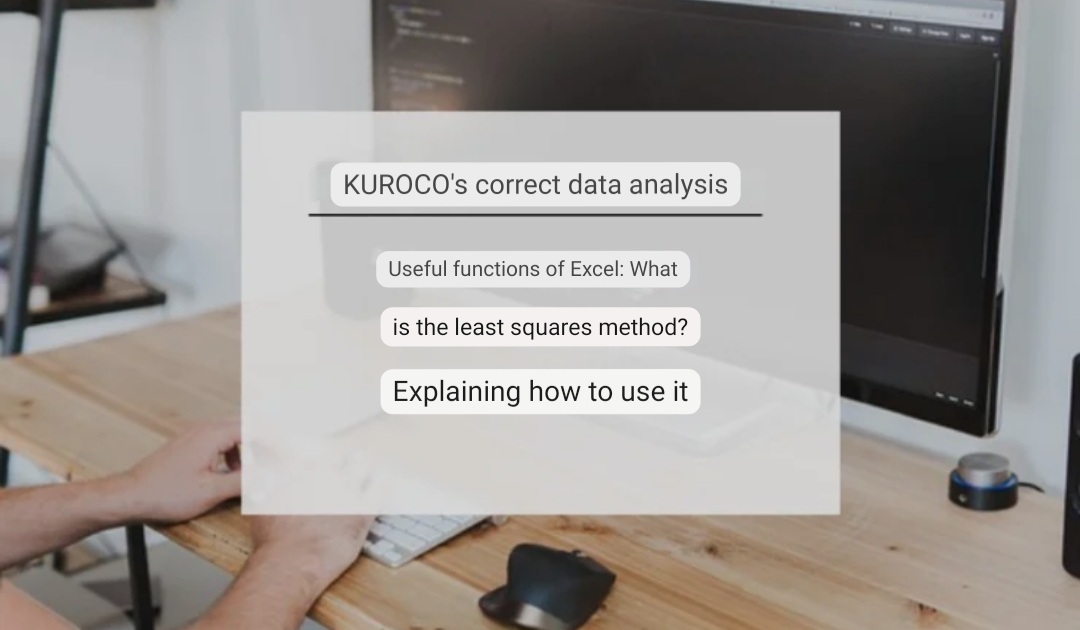 KUROCO's correct data analysis
Useful functions of Excel: What
is the least squares method?
Explaining how to use it